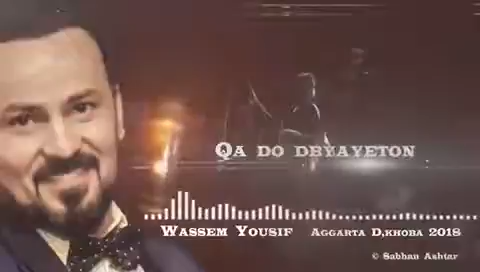 Qa do dbyayeton
Wassem Yousif Aggarta D,khoba 2018
© Sabhan Ashtar